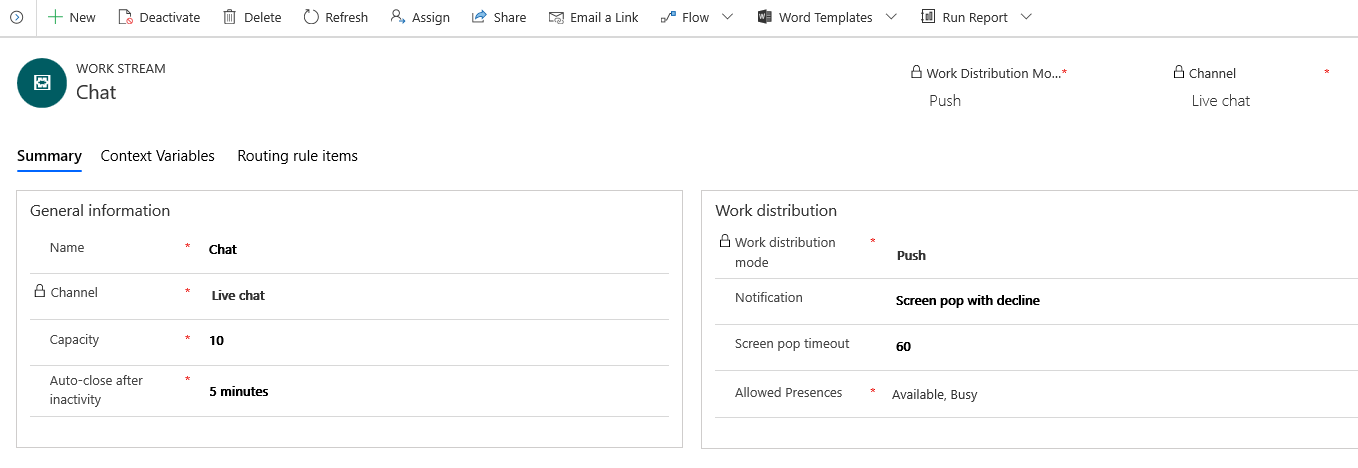 New Deactivate Delete Refresh Assign Share Email a Link Flow Word Templates Run Report
WORK STREAM
Chat
Work Distribution Mo...*
Push
Channel *
Live chat
Summary Context Variables Routing rule items
General information
Name * Chat
Channel * Live chat
Capacity * 10
Auto-close after
inactivity * 5 minutes
Work distribution
Work distribution
mode * Push
Notification Screen pop with decline
Screen pop timeout 60
Allowed Presences * Available, Busy